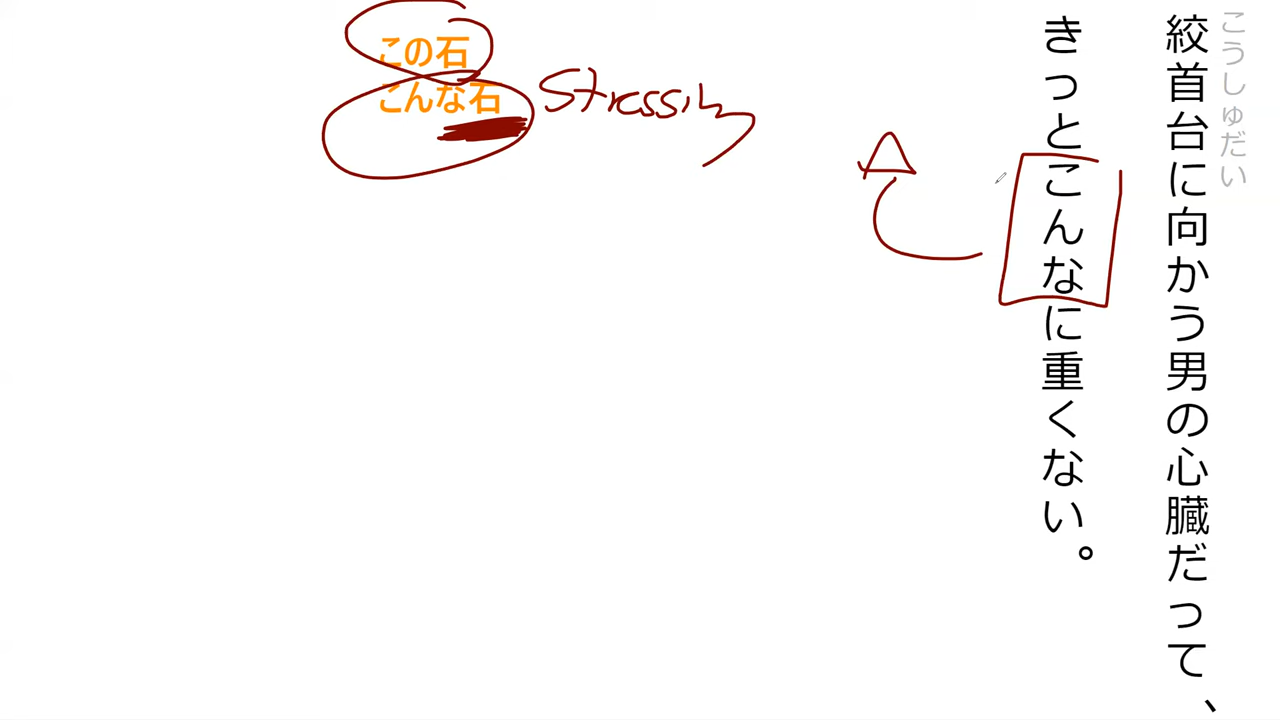 こうしゅだい
絞首台に向かう男の心臓だって、
きっとこんなに重くない。
この石
こんな石
Stressing